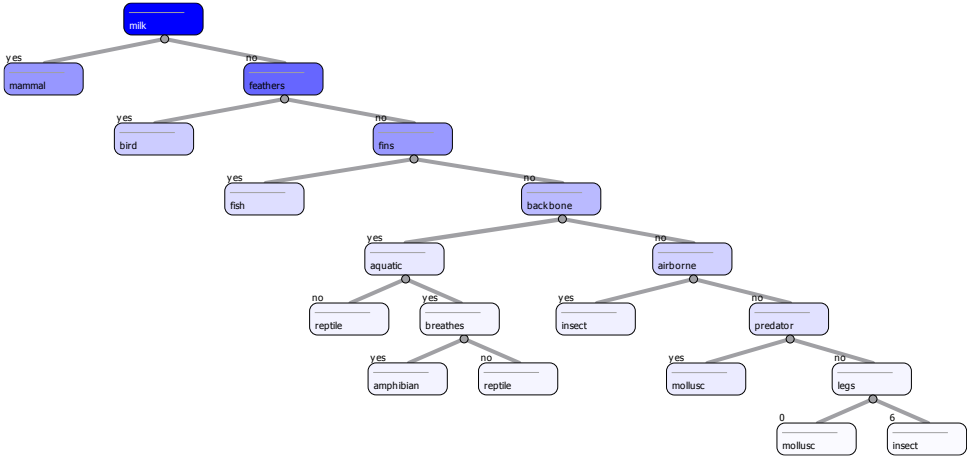 milk
yes
no
mammal
feathers
yes
no
bird
fins
yes
no
fish
backbone
yes
no
aquatic
airborne
no
yes
yes
no
reptile
breathes
insect
predator
yes
no
yes
no
amphibian
reptile
mollusc
legs
0
6
mollusc
insect